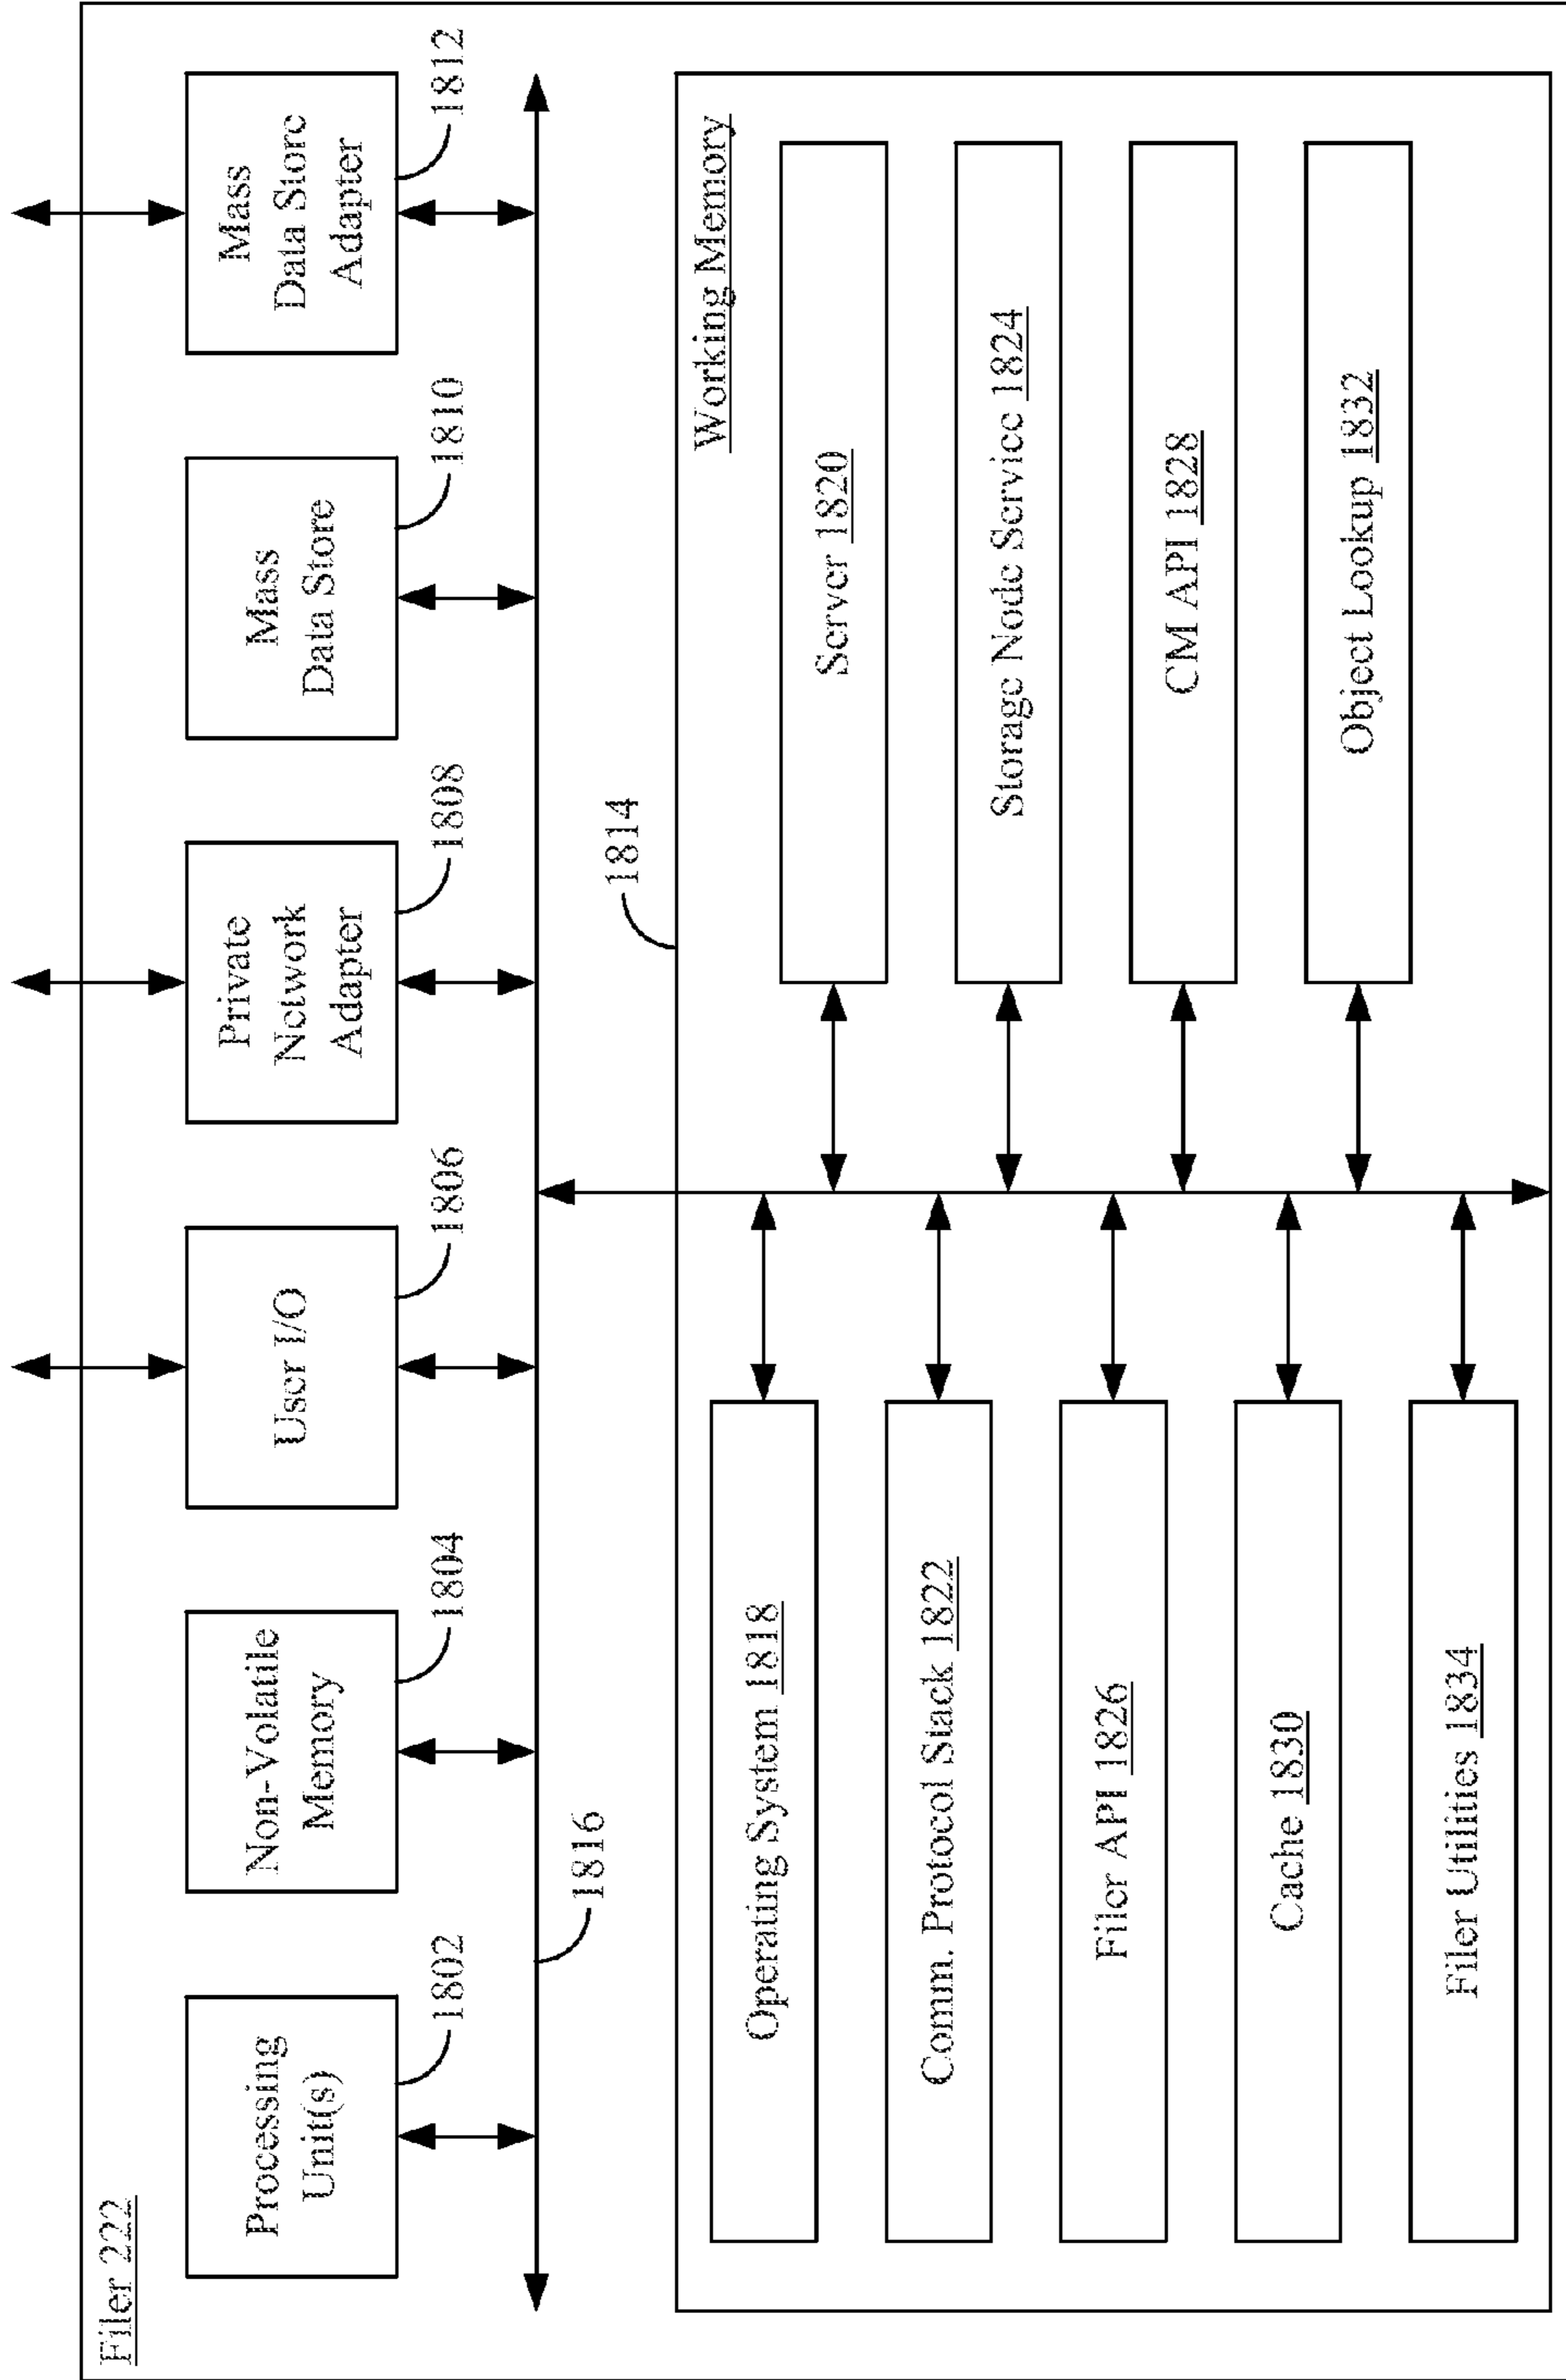 Filer 222
Processing
Unit(s)
1802
Non-Volatile
Memory
1804
User I/O
1806
Private
Network
Adapter
1808
Mass
Data Store
1810
Mass
Data Store
Adapter
1812
1816
1814
Working Memory
Operating System 1818
Server 1820
Comm. Protocol Stack 1822
Storage Node Service 1824
Filer API 1826
CM API 1828
Cache 1830
Object Lookup 1832
Filer Utilities 1834